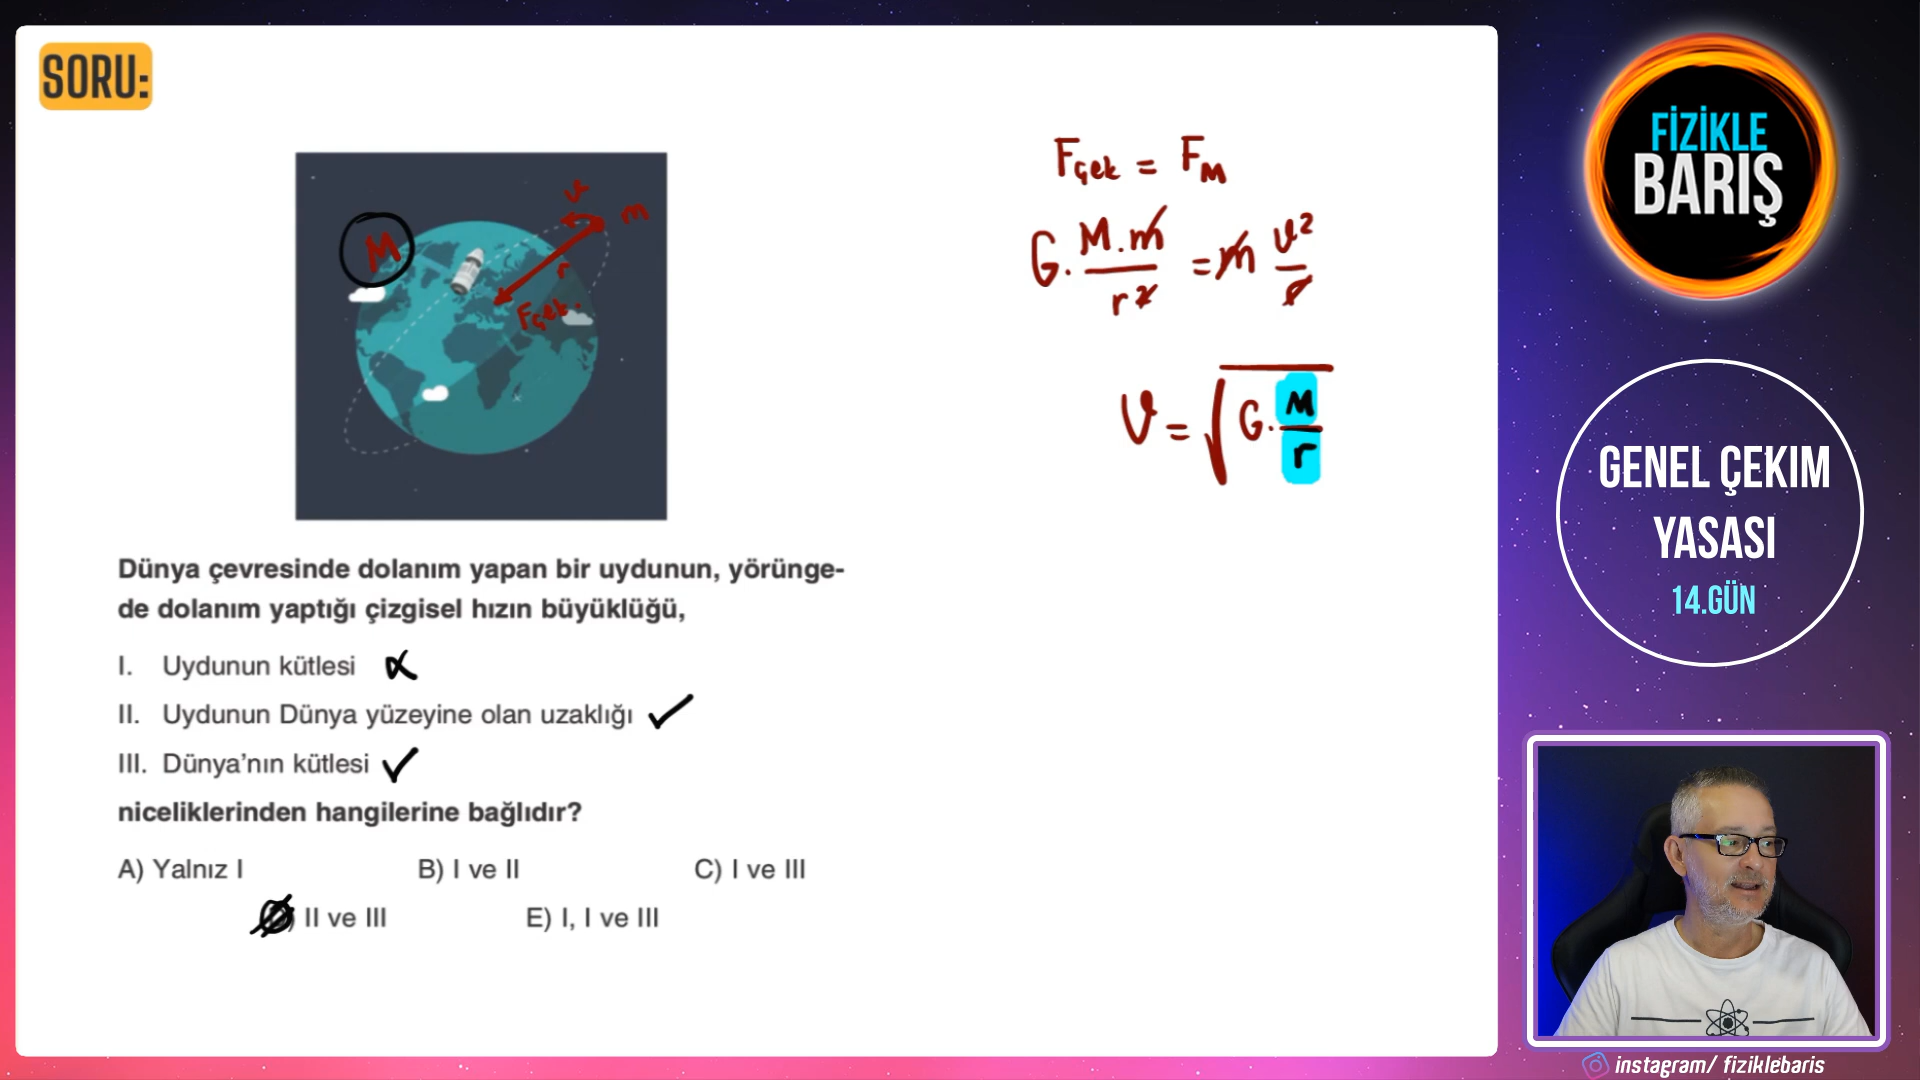 SORU:
M
v
m
r
Fçek.
Fçek = FM
G. M.m / r² = m v² / r
v = √G. M / r
Dünya çevresinde dolanım yapan bir uydunun, yörünge-
de dolanım yaptığı çizgisel hızın büyüklüğü,
I. Uydunun kütlesi
II. Uydunun Dünya yüzeyine olan uzaklığı ✓
III. Dünya'nın kütlesi ✓
niceliklerinden hangilerine bağlıdır?
A) Yalnız I B) I ve II C) I ve III
II ve III E) I, I ve III
FİZİKLE
BARIŞ
GENEL ÇEKIM
YASASI
14.GÜN
instagram/ fiziklebaris